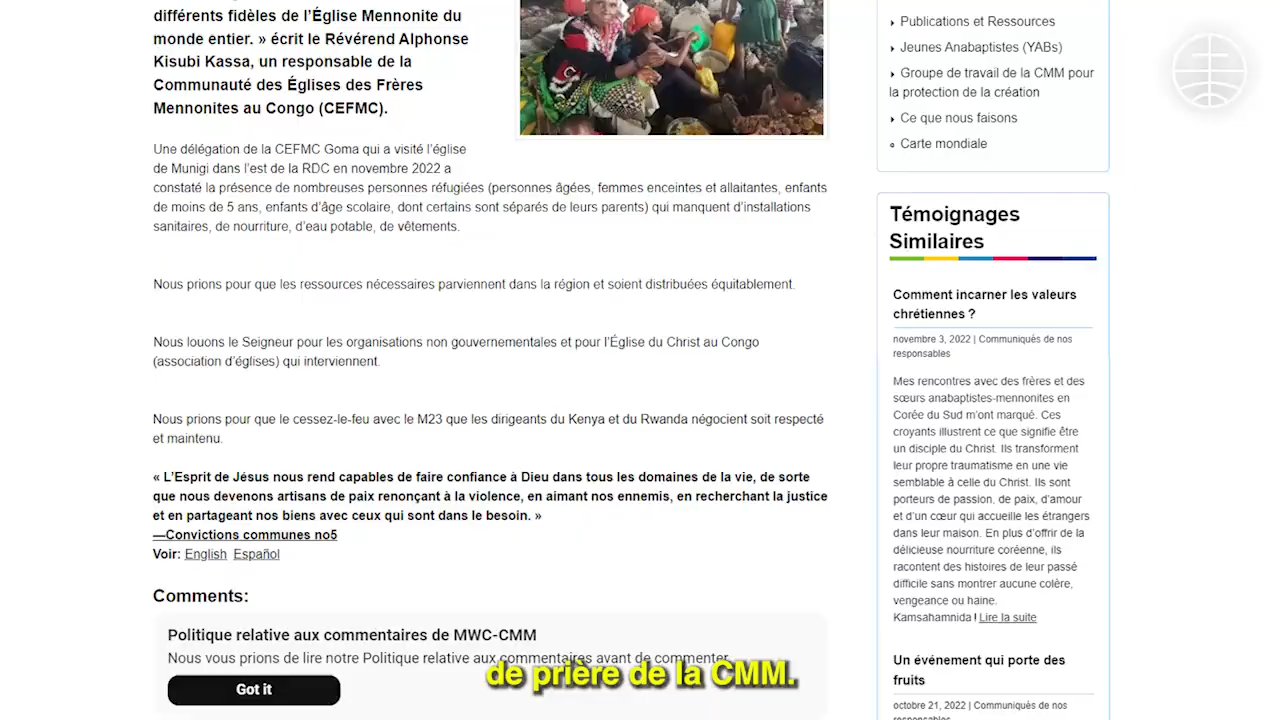 différents fidèles de l’Église Mennonite du
monde entier. » écrit le Révérend Alphonse
Kisubi Kassa, un responsable de la
Communauté des Églises des Frères
Mennonites au Congo (CEFMC).
Une délégation de la CEFMC Goma qui a visité l’église
de Munigi dans l’est de la RDC en novembre 2022 a
constaté la présence de nombreuses personnes réfugiées (personnes âgées, femmes enceintes et allaitantes, enfants
de moins de 5 ans, enfants d’âge scolaire, dont certains sont séparés de leurs parents) qui manquent d’installations
sanitaires, de nourriture, d’eau potable, de vêtements.
Nous prions pour que les ressources nécessaires parviennent dans la région et soient distribuées équitablement.
Nous louons le Seigneur pour les organisations non gouvernementales et pour l’Église du Christ au Congo
(association d’églises) qui interviennent.
Nous prions pour que le cessez-le-feu avec le M23 que les dirigeants du Kenya et du Rwanda négocient soit respecté
et maintenu.
« L’Esprit de Jésus nous rend capables de faire confiance à Dieu dans tous les domaines de la vie, de sorte
que nous devenons artisans de paix renonçant à la violence, en aimant nos ennemis, en recherchant la justice
et en partageant nos biens avec ceux qui sont dans le besoin. »
—Convictions communes no5
Voir: English Español
Comments:
Politique relative aux commentaires de MWC-CMM
Nous vous prions de lire notre Politique relative aux commentaires avant de commenter
Got it
de prière de la CMM.
Publications et Ressources
Jeunes Anabaptistes (YABs)
Groupe de travail de la CMM pour
la protection de la création
Ce que nous faisons
Carte mondiale
Témoignages
Similaires
Comment incarner les valeurs
chrétiennes ?
novembre 3, 2022 | Communiqués de nos
responsables
Mes rencontres avec des frères et des
sœurs anabaptistes-mennonites en
Corée du Sud m’ont marqué. Ces
croyants illustrent ce que signifie être
un disciple du Christ. Ils transforment
leur propre traumatisme en une vie
semblable à celle du Christ. Ils sont
porteurs de passion, de paix, d’amour
et d’un cœur qui accueille les étrangers
dans leur maison. En plus d’offrir de la
délicieuse nourriture coréenne, ils
racontent des histoires de leur passé
difficile sans montrer aucune colère,
vengeance ou haine.
Kamsahamnida ! Lire la suite
Un événement qui porte des
fruits
octobre 21, 2022 | Communiqués de nos
responsables